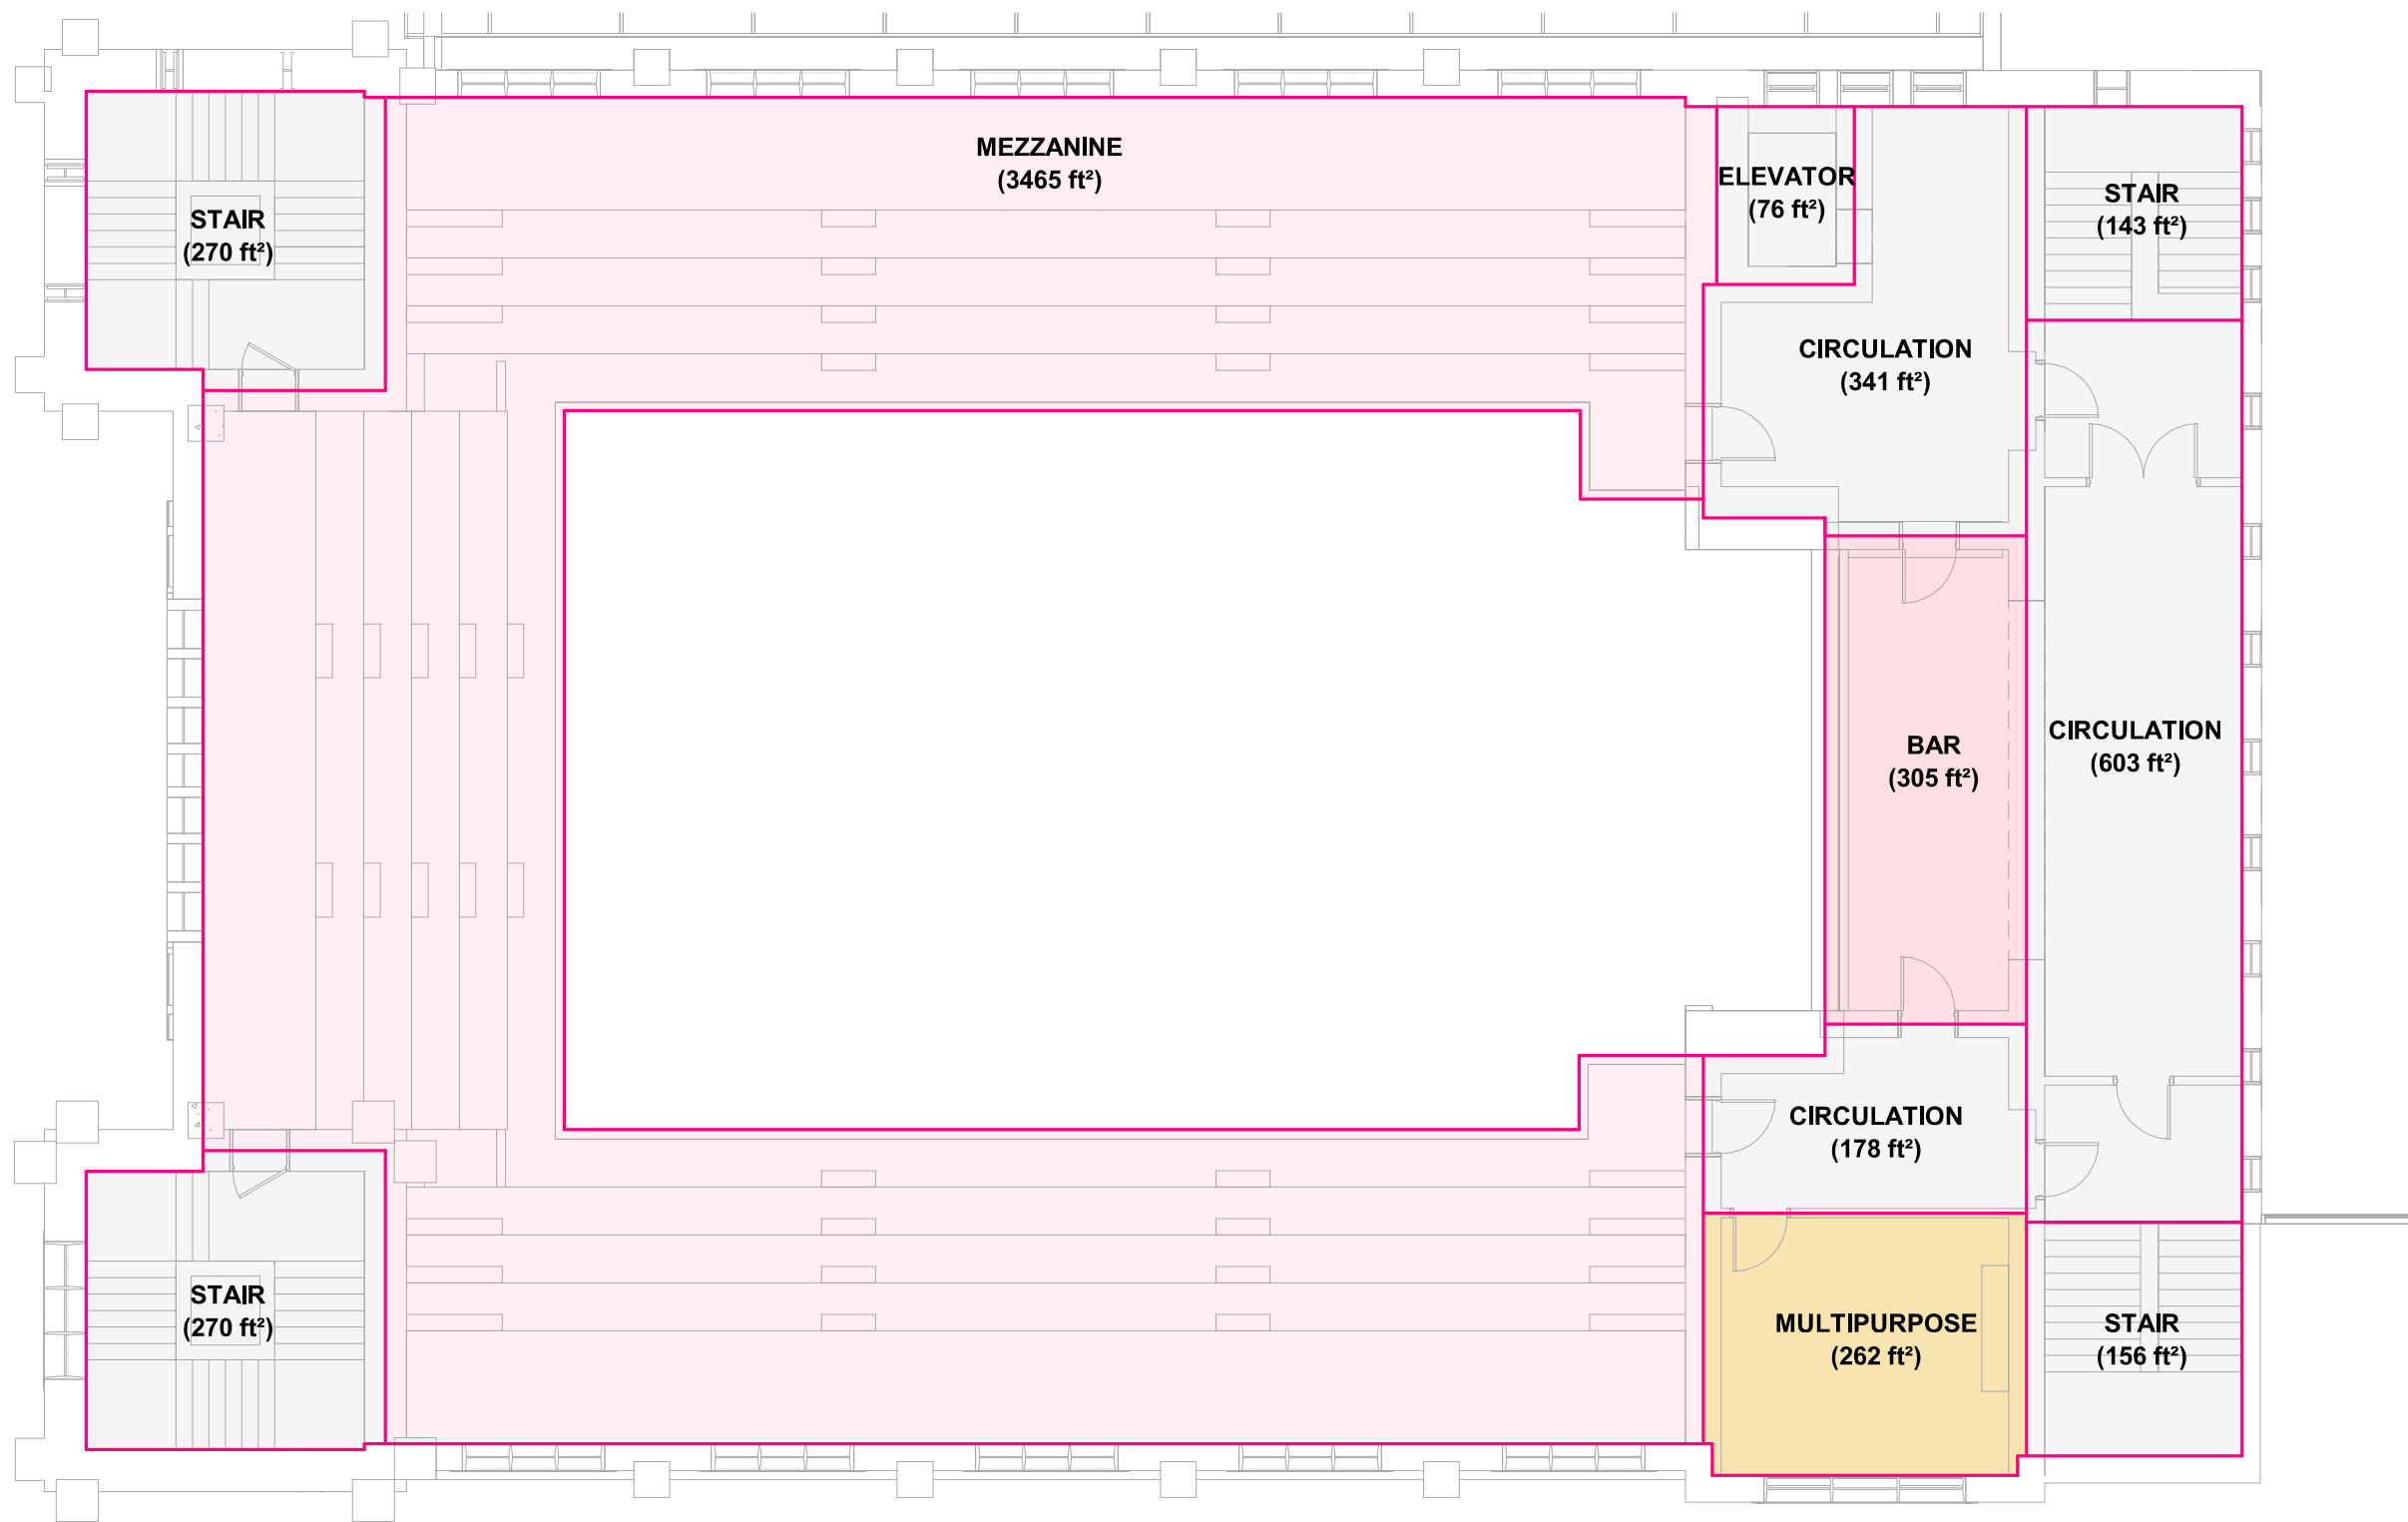 MEZZANINE
(3465 ft²)
ELEVATOR
(76 ft²)
STAIR
(143 ft²)
STAIR
(270 ft²)
CIRCULATION
(341 ft²)
BAR
(305 ft²)
CIRCULATION
(603 ft²)
CIRCULATION
(178 ft²)
STAIR
(270 ft²)
MULTIPURPOSE
(262 ft²)
STAIR
(156 ft²)